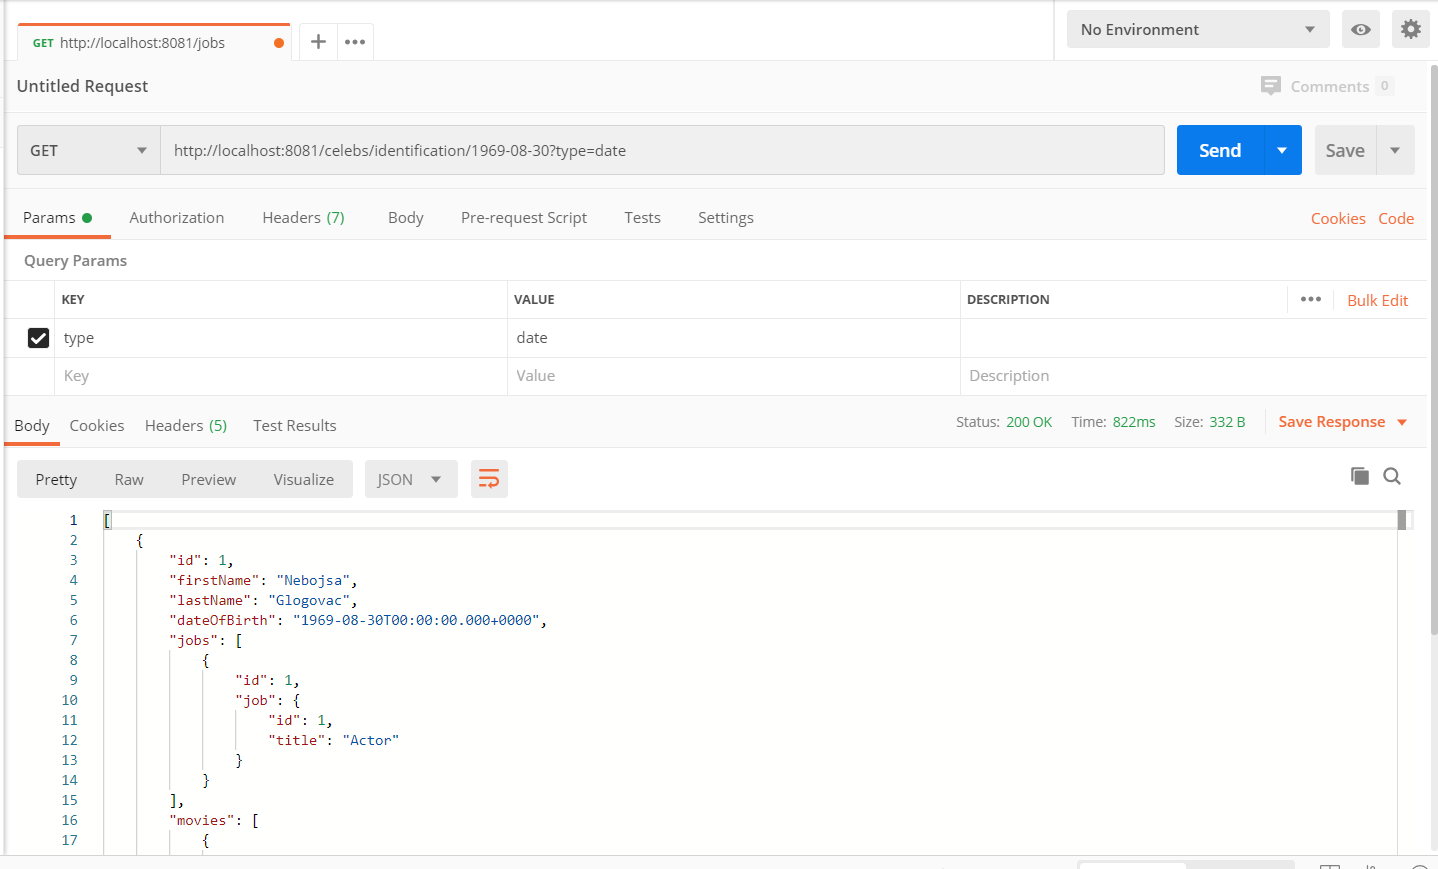 GET http://localhost:8081/jobs
No Environment
Untitled Request
Comments 0
GET
http://localhost:8081/celebs/identification/1969-08-30?type=date
Send
Save
Params Authorization Headers (7) Body Pre-request Script Tests Settings Cookies Code
Query Params
KEY VALUE DESCRIPTION Bulk Edit
type date
Key Value Description
Body Cookies Headers (5) Test Results Status: 200 OK Time: 822ms Size: 332 B Save Response
Pretty Raw Preview Visualize JSON
1 [
2 {
3 "id": 1,
4 "firstName": "Nebojsa",
5 "lastName": "Glogovac",
6 "dateOfBirth": "1969-08-30T00:00:00.000+0000",
7 "jobs": [
8 {
9 "id": 1,
10 "job": {
11 "id": 1,
12 "title": "Actor"
13 }
14 }
15 ],
16 "movies": [
17 {